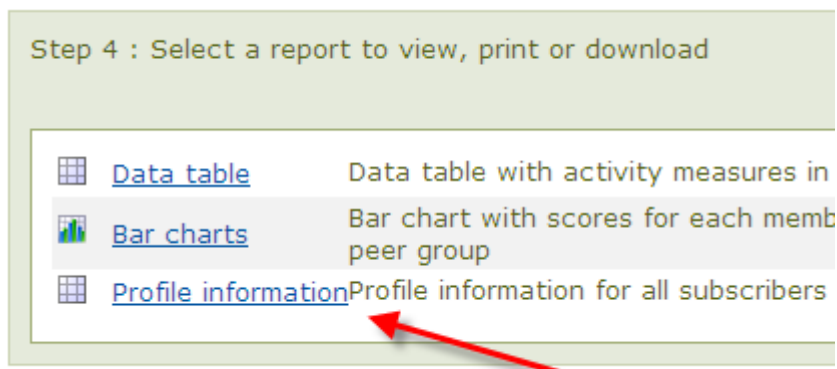 Step 4 : Select a report to view, print or download
Data table Data table with activity measures in
Bar charts Bar chart with scores for each
peer group
Profile information Profile information for all subscribers